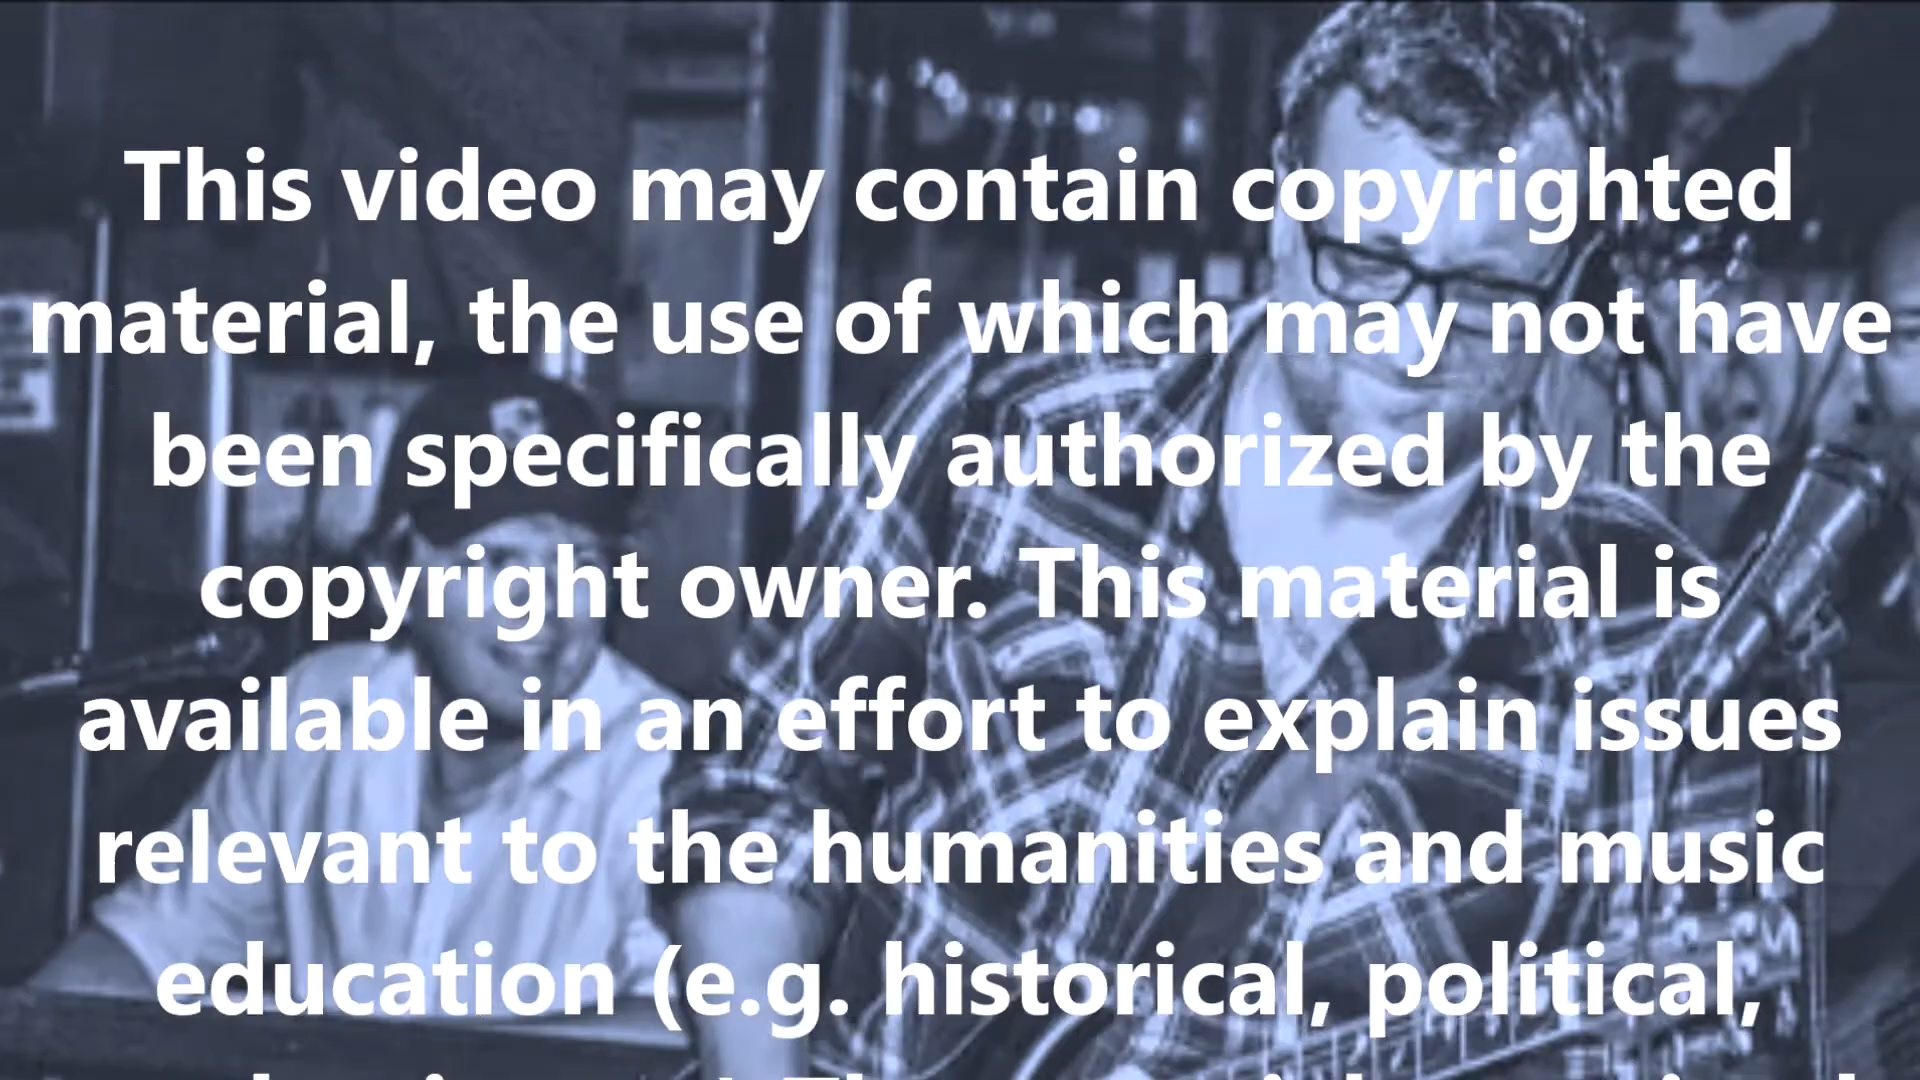 This video may contain copyrighted
material, the use of which may not have
been specifically authorized by the
copyright owner. This material is
available in an effort to explain issues
relevant to the humanities and music
education (e.g. historical, political,